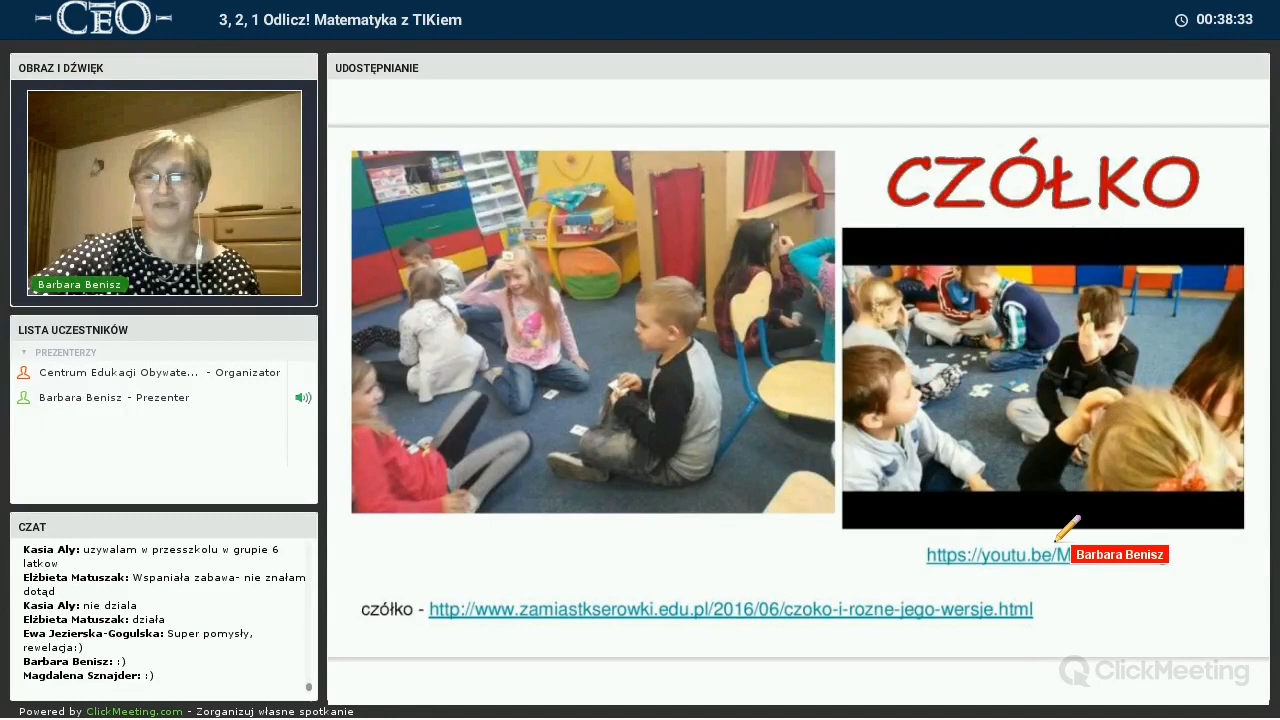 CEO
3, 2, 1 Odlicz! Matematyka z TIKiem
00:38:33
OBRAZ I DŹWIĘK
Barbara Benisz
LISTA UCZESTNIKÓW
PREZENTERZY
Centrum Edukacji Obywate... - Organizator
Barbara Benisz - Prezenter
CZAT
Kasia Aly: uzywalam w przesszkolu w grupie 6
latkow
Elżbieta Matuszak: Wspaniała zabawa- nie znałam
dotąd
Kasia Aly: nie dziala
Elżbieta Matuszak: działa
Ewa Jezierska-Gogulska: Super pomysły,
rewelacja:)
Barbara Benisz: :)
Magdalena Sznajder: :)
UDOSTĘPNIANIE
CZÓŁKO
https://youtu.be/M
Barbara Benisz
czółko - http://www.zamiastkserowki.edu.pl/2016/06/czoko-i-rozne-jego-wersje.html
ClickMeeting
Powered by ClickMeeting.com - Zorganizuj własne spotkanie